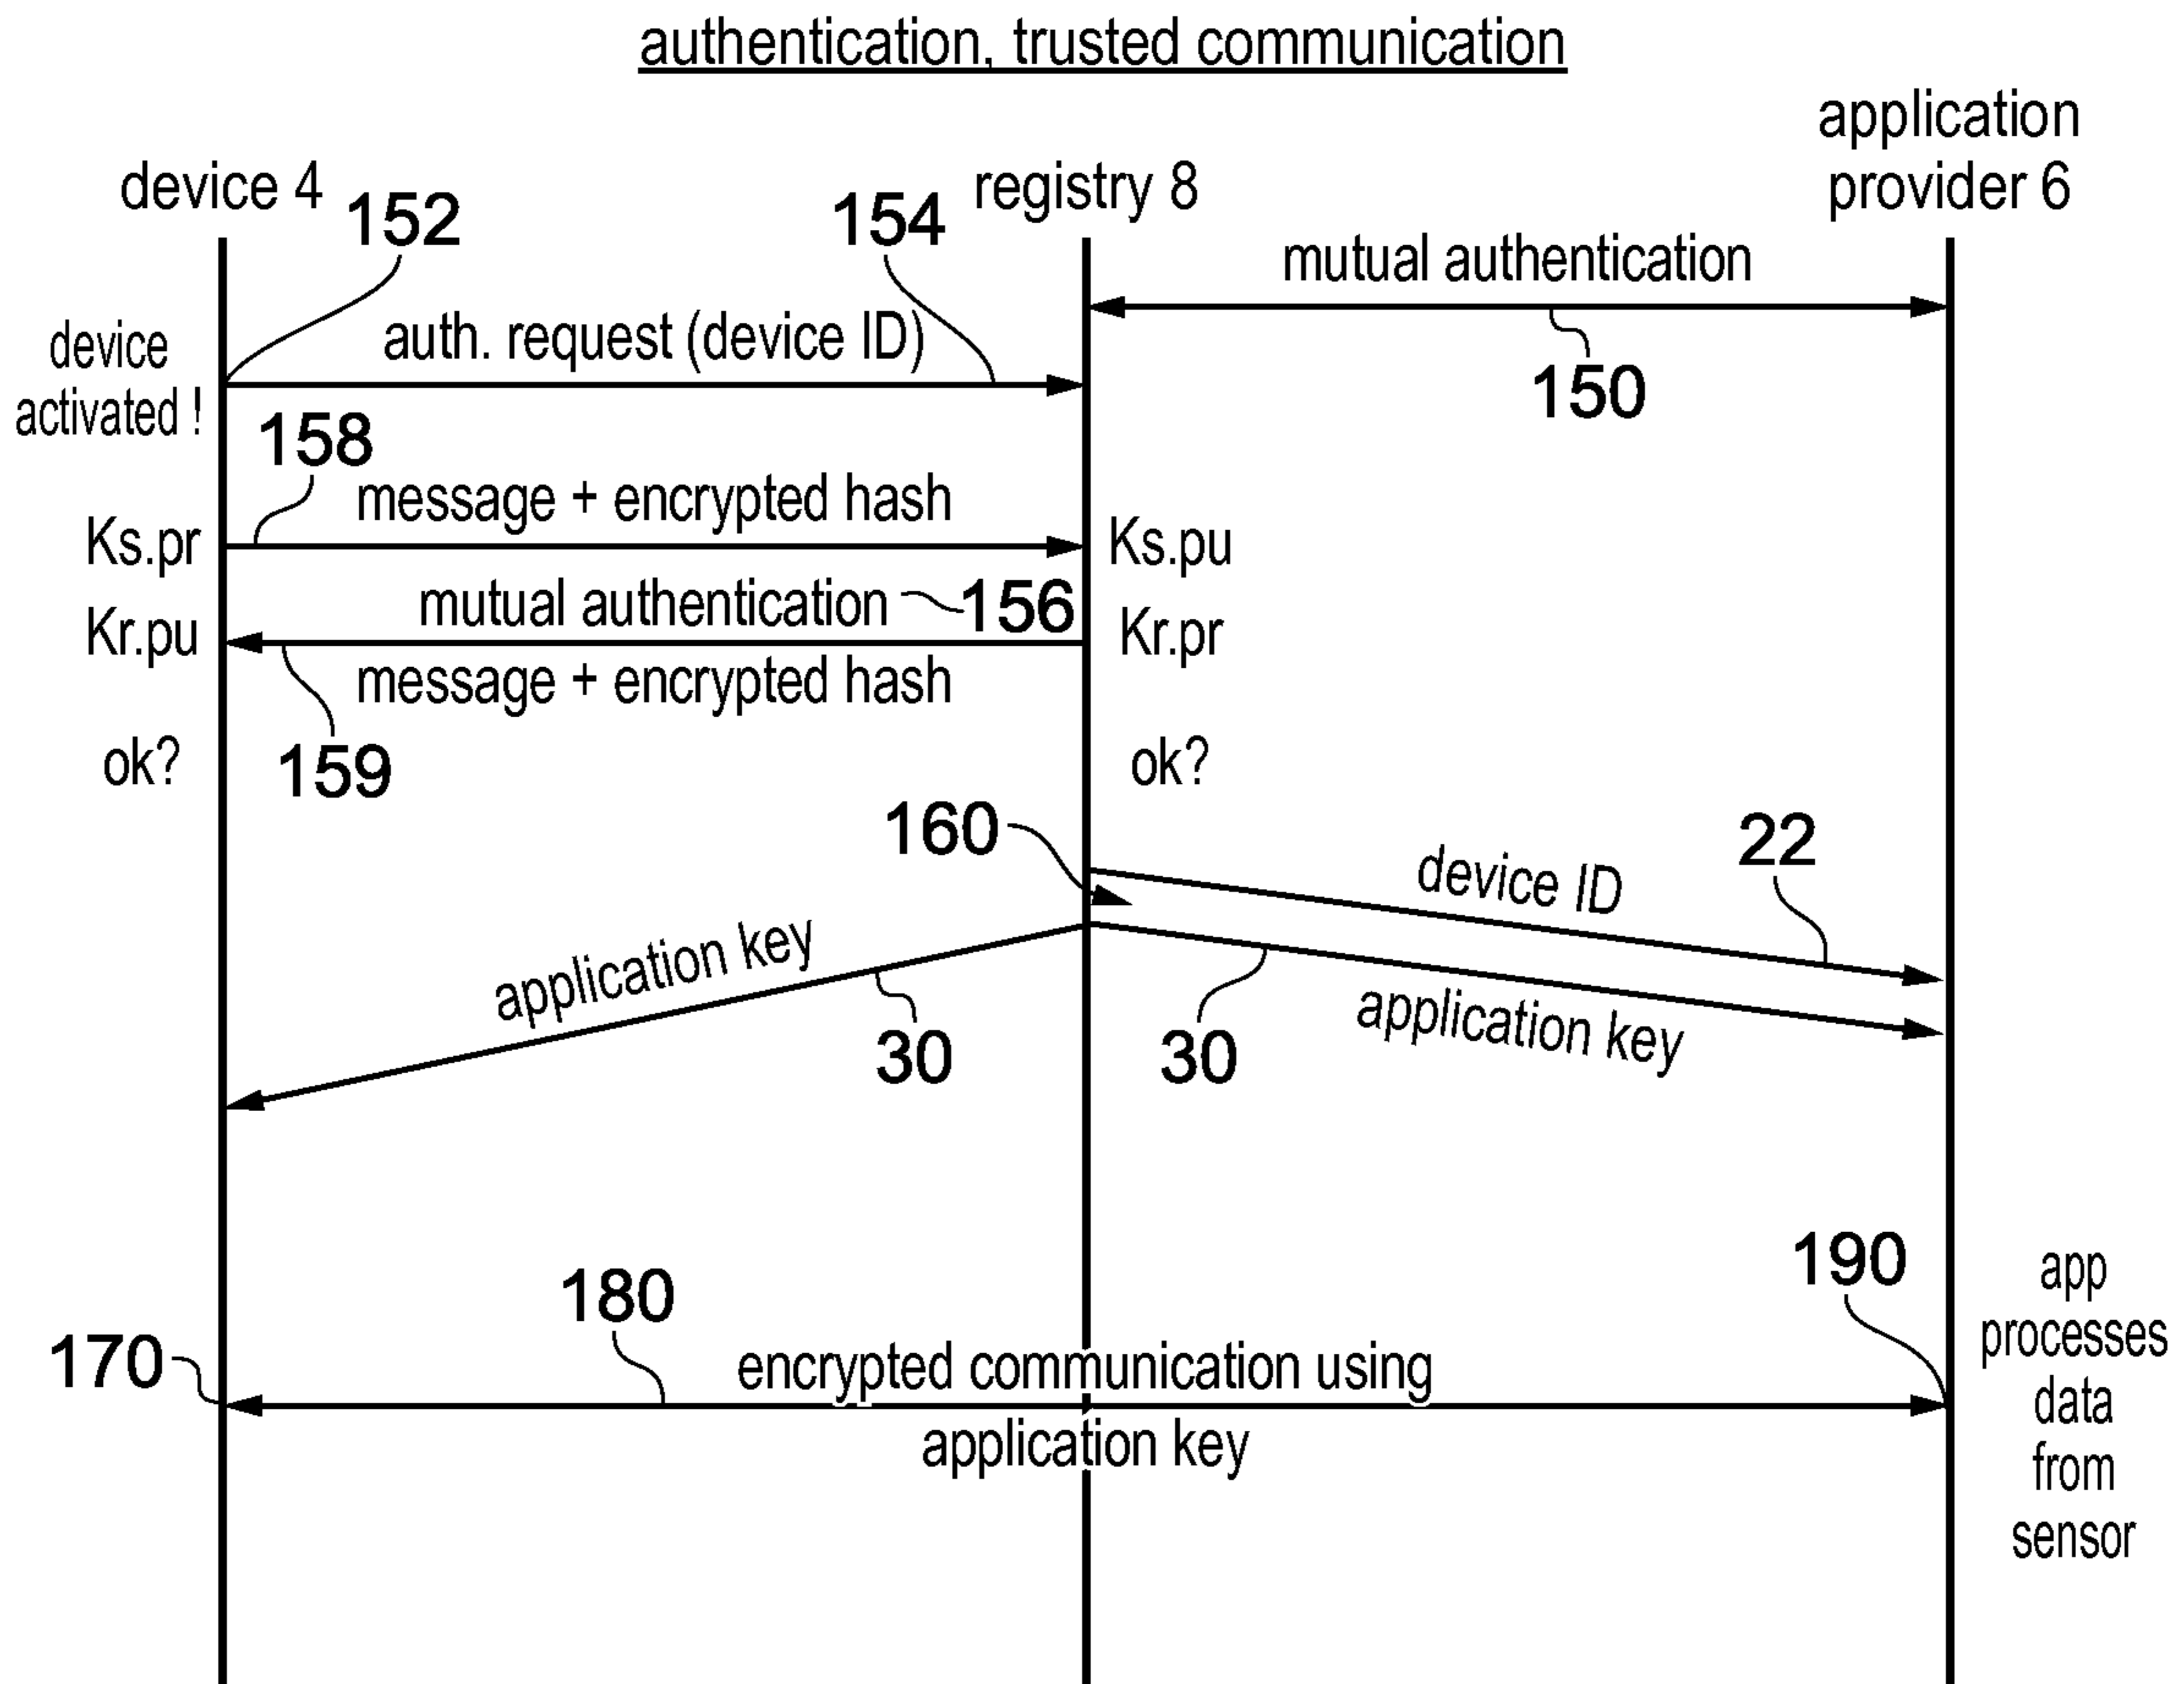 authentication, trusted communication
application
provider 6
device 4
registry 8
152
154
mutual authentication
auth. request (device ID)
device
activated !
150
158
message + encrypted hash
Ks.pr
Ks.pu
mutual authentication
156
Kr.pu
Kr.pr
message + encrypted hash
ok?
159
ok?
160
22
device ID
application key
application key
30
30
190
180
170
encrypted communication using
application key
app
processes
data
from
sensor